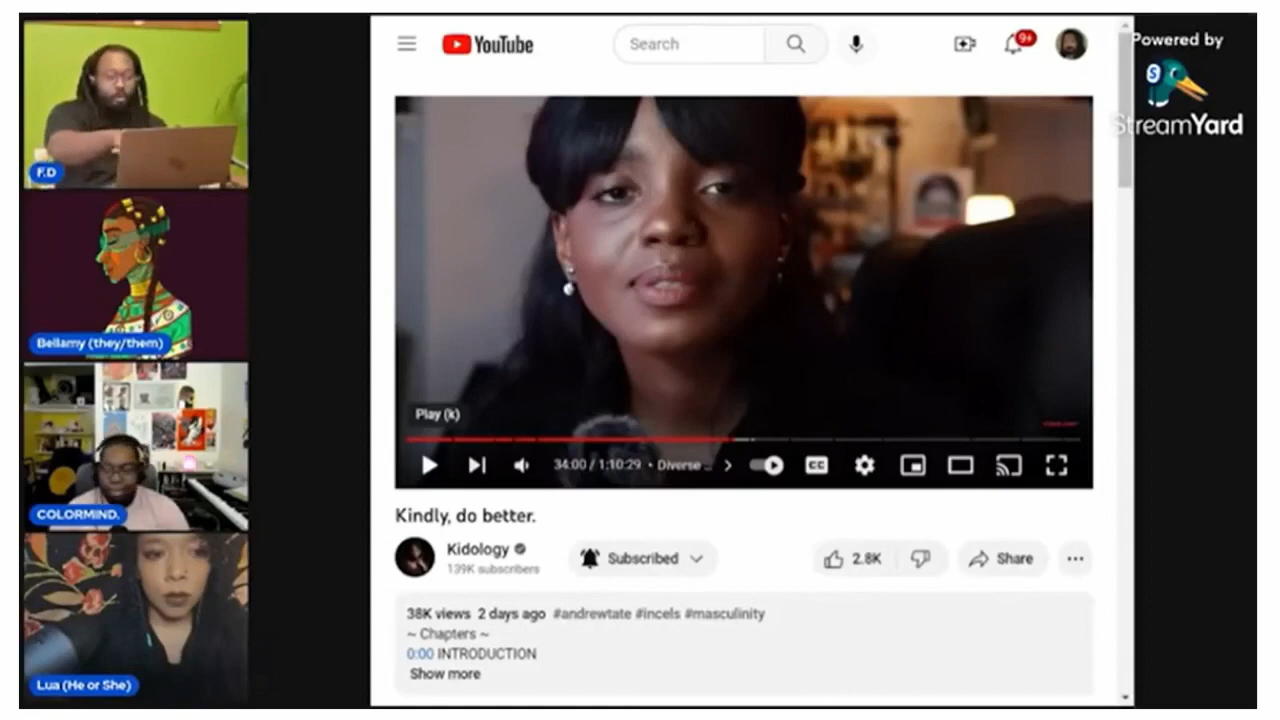 F.D
Bellamy (they/them)
COLORMIND.
Lua (He or She)
YouTube
Search
9+
Powered by
StreamYard
Play (k)
34:00 / 1:10:29 • Diverse ...
CC
Kindly, do better.
Kidology
139K subscribers
Subscribed
2.8K
Share
38K views 2 days ago #andrewtate #incels #masculinity
~ Chapters ~
0:00 INTRODUCTION
Show more